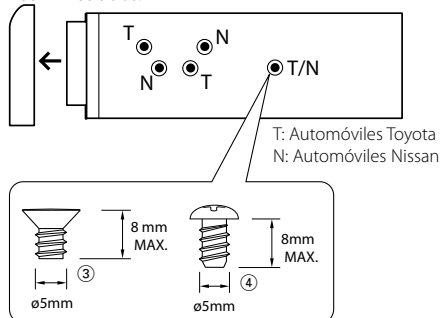 T N
N T T/N
T: Automóviles Toyota
N: Automóviles Nissan
8 mm
MAX.
③
ø5mm
8mm
MAX.
④
ø5mm